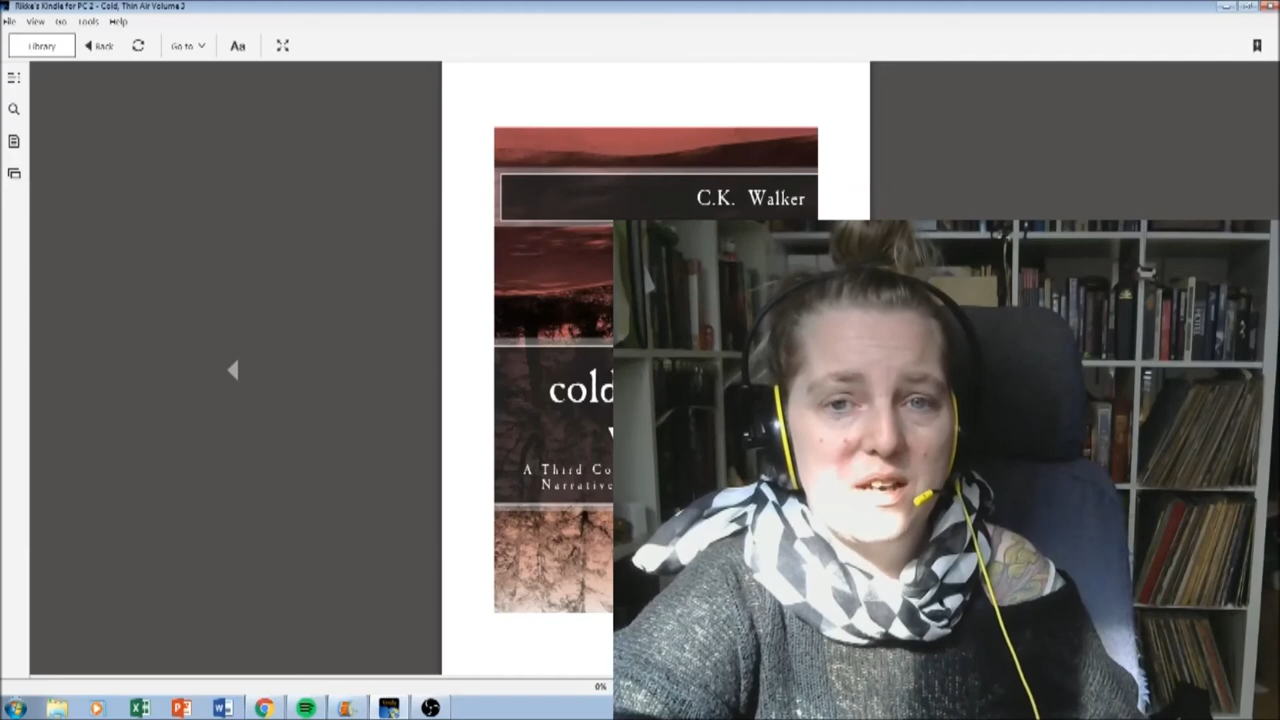 Rikke's Kindle for PC 2 - Cold, Thin Air Volume 3
File View Go Tools Help
Library Back Go to Aa
C.K. Walker
cold
A Third Co
Narrative
0%